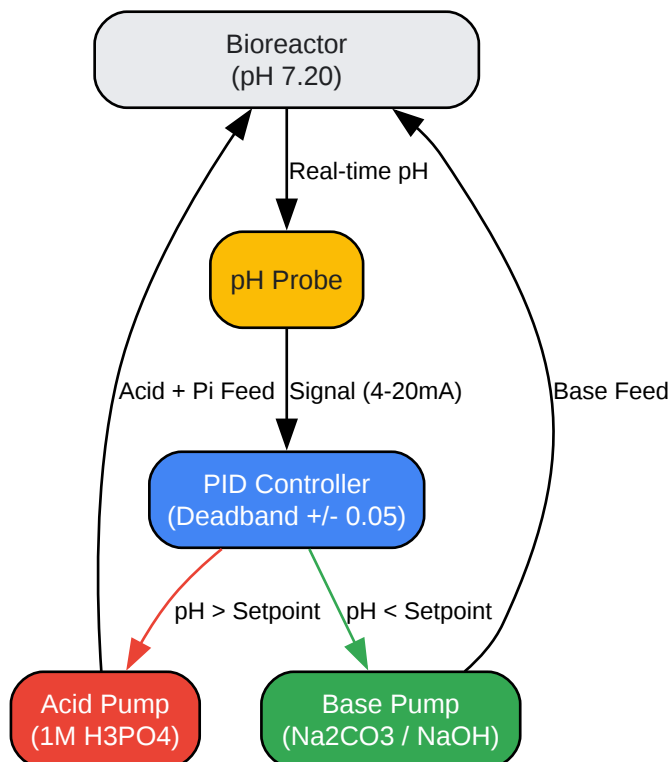 Bioreactor
(pH 7.20)
Real-time pH
pH Probe
Acid + Pi Feed
Signal (4-20mA)
Base Feed
PID Controller
(Deadband +/- 0.05)
pH > Setpoint
pH < Setpoint
Acid Pump
(1M H3PO4)
Base Pump
(Na2CO3 / NaOH)